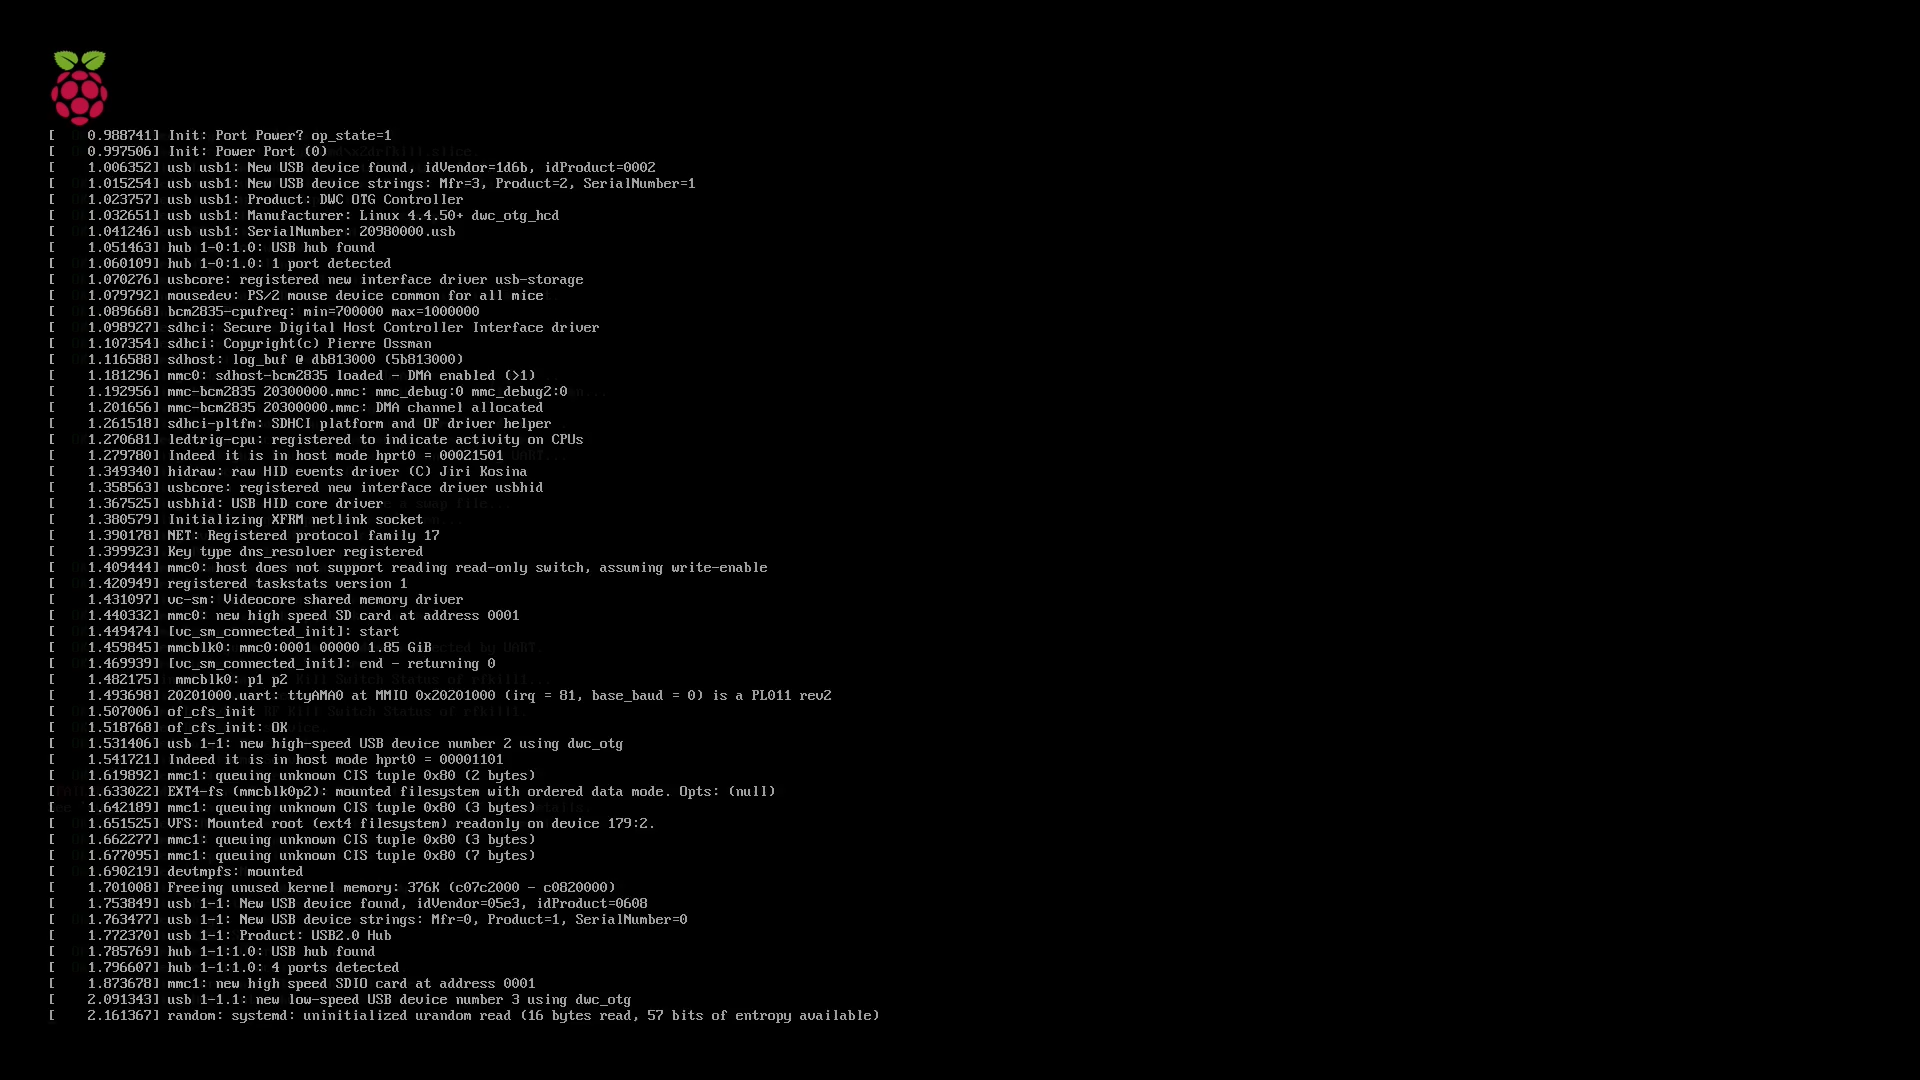 [    0.988741] Init: Port Power? op_state=1
[    0.997506] Init: Power Port (0)
[    1.006352] usb usb1: New USB device found, idVendor=1d6b, idProduct=0002
[    1.015254] usb usb1: New USB device strings: Mfr=3, Product=2, SerialNumber=1
[    1.023757] usb usb1: Product: DWC OTG Controller
[    1.032651] usb usb1: Manufacturer: Linux 4.4.50+ dwc_otg_hcd
[    1.041246] usb usb1: SerialNumber: 20980000.usb
[    1.051463] hub 1-0:1.0: USB hub found
[    1.060109] hub 1-0:1.0: 1 port detected
[    1.070276] usbcore: registered new interface driver usb-storage
[    1.079792] mousedev: PS/2 mouse device common for all mice
[    1.089668] bcm2835-cpufreq: min=700000 max=1000000
[    1.098927] sdhci: Secure Digital Host Controller Interface driver
[    1.107354] sdhci: Copyright(c) Pierre Ossman
[    1.116588] sdhost: log_buf @ db813000 (5b813000)
[    1.181296] mmc0: sdhost-bcm2835 loaded - DMA enabled (>1)
[    1.192956] mmc-bcm2835 20300000.mmc: mmc_debug:0 mmc_debug2:0
[    1.201656] mmc-bcm2835 20300000.mmc: DMA channel allocated
[    1.261518] sdhci-pltfm: SDHCI platform and OF driver helper
[    1.270681] ledtrig-cpu: registered to indicate activity on CPUs
[    1.279780] Indeed it is in host mode hprt0 = 00021501
[    1.349340] hidraw: raw HID events driver (C) Jiri Kosina
[    1.358563] usbcore: registered new interface driver usbhid
[    1.367525] usbhid: USB HID core driver
[    1.380579] Initializing XFRM netlink socket
[    1.390178] NET: Registered protocol family 17
[    1.399923] Key type dns_resolver registered
[    1.409444] mmc0: host does not support reading read-only switch, assuming write-enable
[    1.420949] registered taskstats version 1
[    1.431097] vc-sm: Videocore shared memory driver
[    1.440332] mmc0: new high speed SD card at address 0001
[    1.449474] [vc_sm_connected_init]: start
[    1.459845] mmcblk0: mmc0:0001 00000 1.85 GiB
[    1.469939] [vc_sm_connected_init]: end - returning 0
[    1.482175]  mmcblk0: p1 p2
[    1.493698] 20201000.uart: ttyAMA0 at MMIO 0x20201000 (irq = 81, base_baud = 0) is a PL011 rev2
[    1.507006] of_cfs_init
[    1.518768] of_cfs_init: OK
[    1.531406] usb 1-1: new high-speed USB device number 2 using dwc_otg
[    1.541721] Indeed it is in host mode hprt0 = 00001101
[    1.619892] mmc1: queuing unknown CIS tuple 0x80 (2 bytes)
[    1.633022] EXT4-fs (mmcblk0p2): mounted filesystem with ordered data mode. Opts: (null)
[    1.642189] mmc1: queuing unknown CIS tuple 0x80 (3 bytes)
[    1.651525] VFS: Mounted root (ext4 filesystem) readonly on device 179:2.
[    1.662277] mmc1: queuing unknown CIS tuple 0x80 (3 bytes)
[    1.677095] mmc1: queuing unknown CIS tuple 0x80 (7 bytes)
[    1.690219] devtmpfs: mounted
[    1.701008] Freeing unused kernel memory: 376K (c07c2000 - c0820000)
[    1.753849] usb 1-1: New USB device found, idVendor=05e3, idProduct=0608
[    1.763477] usb 1-1: New USB device strings: Mfr=0, Product=1, SerialNumber=0
[    1.772370] usb 1-1: Product: USB2.0 Hub
[    1.785769] hub 1-1:1.0: USB hub found
[    1.796607] hub 1-1:1.0: 4 ports detected
[    1.873678] mmc1: new high speed SDIO card at address 0001
[    2.091343] usb 1-1.1: new low-speed USB device number 3 using dwc_otg
[    2.161367] random: systemd: uninitialized urandom read (16 bytes read, 57 bits of entropy available)